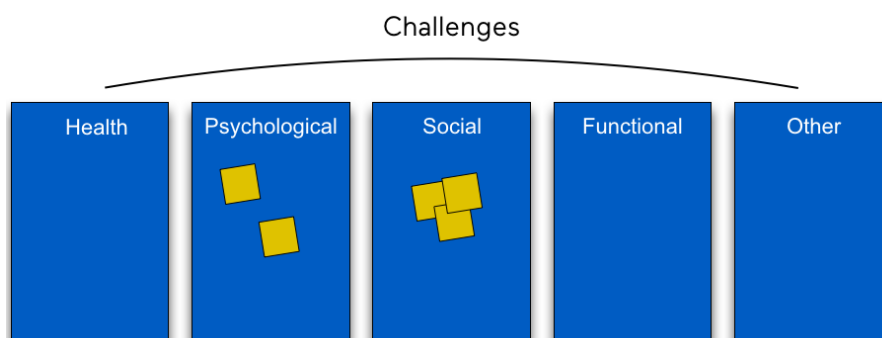 Challenges
Health
Psychological
Social
Functional
Other